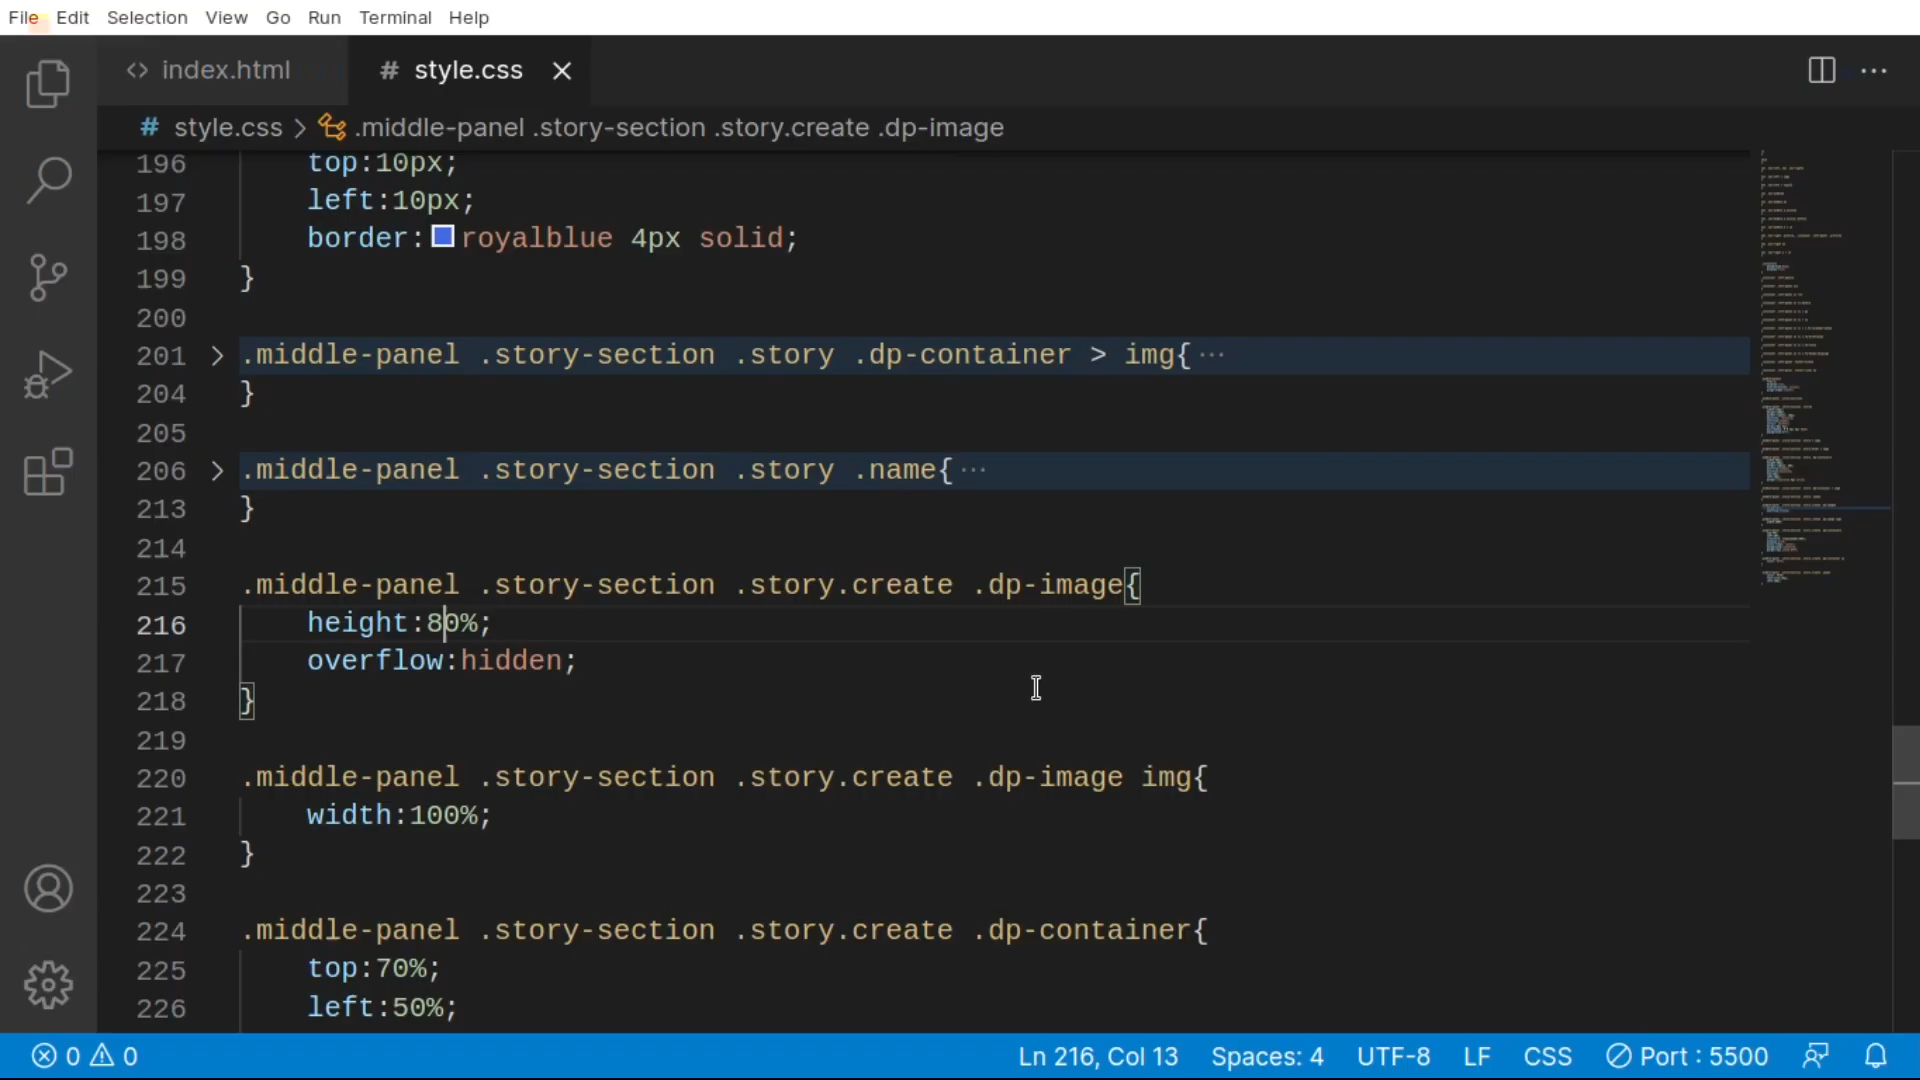 File Edit Selection View Go Run Terminal Help
<> index.html # style.css
# style.css > .middle-panel .story-section .story.create .dp-image
196 top:10px;
197 left:10px;
198 border:royalblue 4px solid;
199 }
200
201 > .middle-panel .story-section .story .dp-container > img{ ···
204 }
205
206 > .middle-panel .story-section .story .name{ ···
213 }
214
215 .middle-panel .story-section .story.create .dp-image{
216 height:80%;
217 overflow:hidden;
218 }
219
220 .middle-panel .story-section .story.create .dp-image img{
221 width:100%;
222 }
223
224 .middle-panel .story-section .story.create .dp-container{
225 top:70%;
226 left:50%;
0 0 Ln 216, Col 13 Spaces: 4 UTF-8 LF CSS Port : 5500